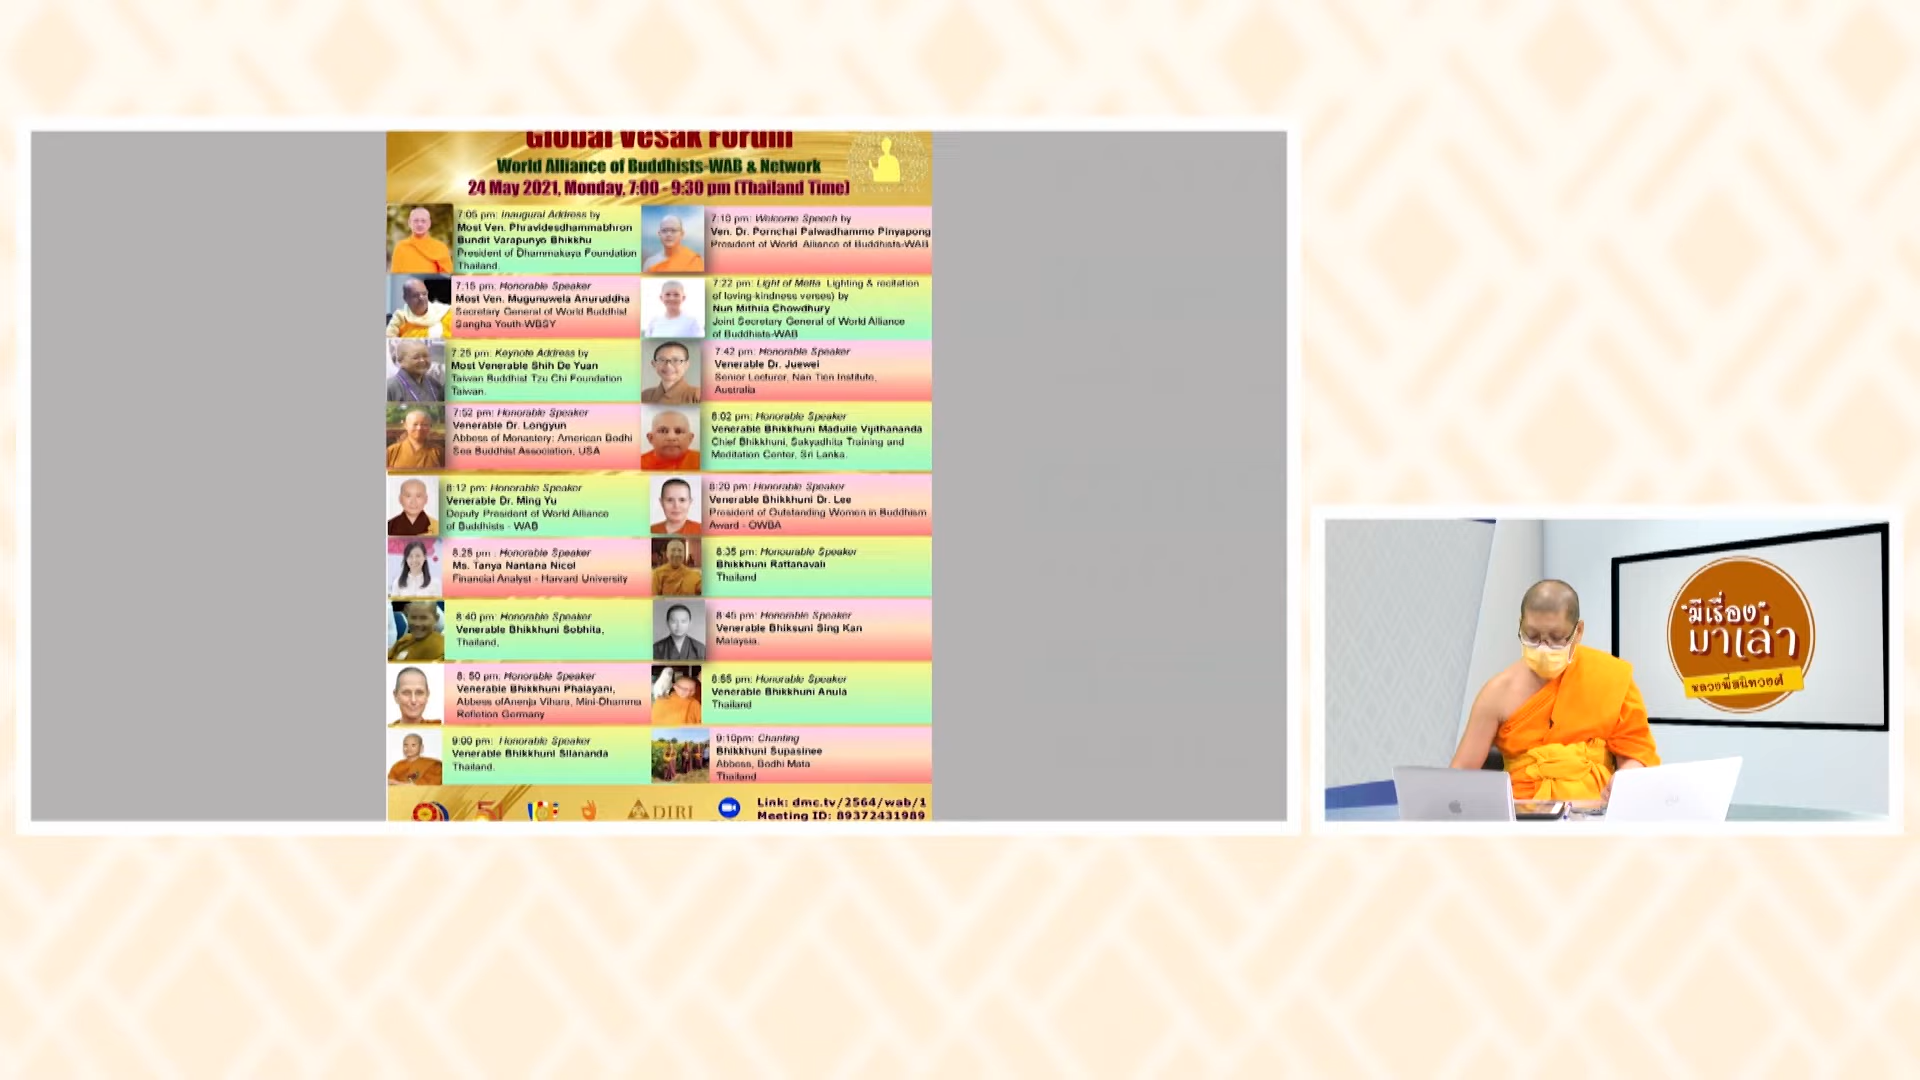 Global Vesak Forum
World Alliance of Buddhists-WAB & Network
24 May 2021, Monday, 7:00 - 9:30 pm (Thailand Time)
7:05 pm: Inaugural Address by
Most Ven. Phravidesdhammabhron
Bundit Varapunyo Bhikkhu
President of Dhammakaya Foundation
Thailand.
7:10 pm: Welcome Speech by
Ven. Dr. Pornchai Palwadhammo Pinyapong
President of World Alliance of Buddhists-WAB
7:15 pm: Honorable Speaker
Most Ven. Mugunuwela Anuruddha
Secretary General of World Buddhist
Sangha Youth-WBSY
7:22 pm: Light of Metta Lighting & recitation
of loving-kindness verses) by
Nun Mithila Chowdhury
Joint Secretary General of World Alliance
of Buddhists-WAB
7:25 pm: Keynote Address by
Most Venerable Shih De Yuan
Taiwan Buddhist Tzu Chi Foundation
Taiwan.
7:42 pm: Honorable Speaker
Venerable Dr. Juewei
Senior Lecturer, Nan Tien Institute,
Australia
7:52 pm: Honorable Speaker
Venerable Dr. Longyun
Abbess of Monastery: American Bodhi
Sea Buddhist Association, USA
8:02 pm: Honorable Speaker
Venerable Bhikkhuni Madulle Vijithananda
Chief Bhikkhuni, Sakyadhita Training and
Meditation Center, Sri Lanka.
8:12 pm: Honorable Speaker
Venerable Dr. Ming Yu
Deputy President of World Alliance
of Buddhists - WAB
8:20 pm: Honorable Speaker
Venerable Bhikkhuni Dr. Lee
President of Outstanding Women in Buddhism
Award - OWBA
8.25 pm : Honorable Speaker
Ms. Tanya Nantana Nicol
Financial Analyst - Harvard University
8:35 pm: Honourable Speaker
Bhikkhuni Rattanavali
Thailand
8:40 pm: Honorable Speaker
Venerable Bhikkhuni Sobhita,
Thailand,
8:45 pm: Honorable Speaker
Venerable Bhiksuni Sing Kan
Malaysia.
8: 50 pm: Honorable Speaker
Venerable Bhikkhuni Phalayani,
Abbess ofAnenja Vihara, Mini-Dhamma
Refletion Germany
8:55 pm: Honorable Speaker
Venerable Bhikkhuni Anula
Thailand
9:00 pm: Honorable Speaker
Venerable Bhikkhuni Silananda
Thailand.
9:10pm: Chanting
Bhikkhuni Supasinee
Abbess, Bodhi Mata
Thailand
DIRI
Link: dmc.tv/2564/wab/1
Meeting ID: 89372431989
"มีเรื่อง"
มาเล่า
หลวงพี่สนิทวงศ์